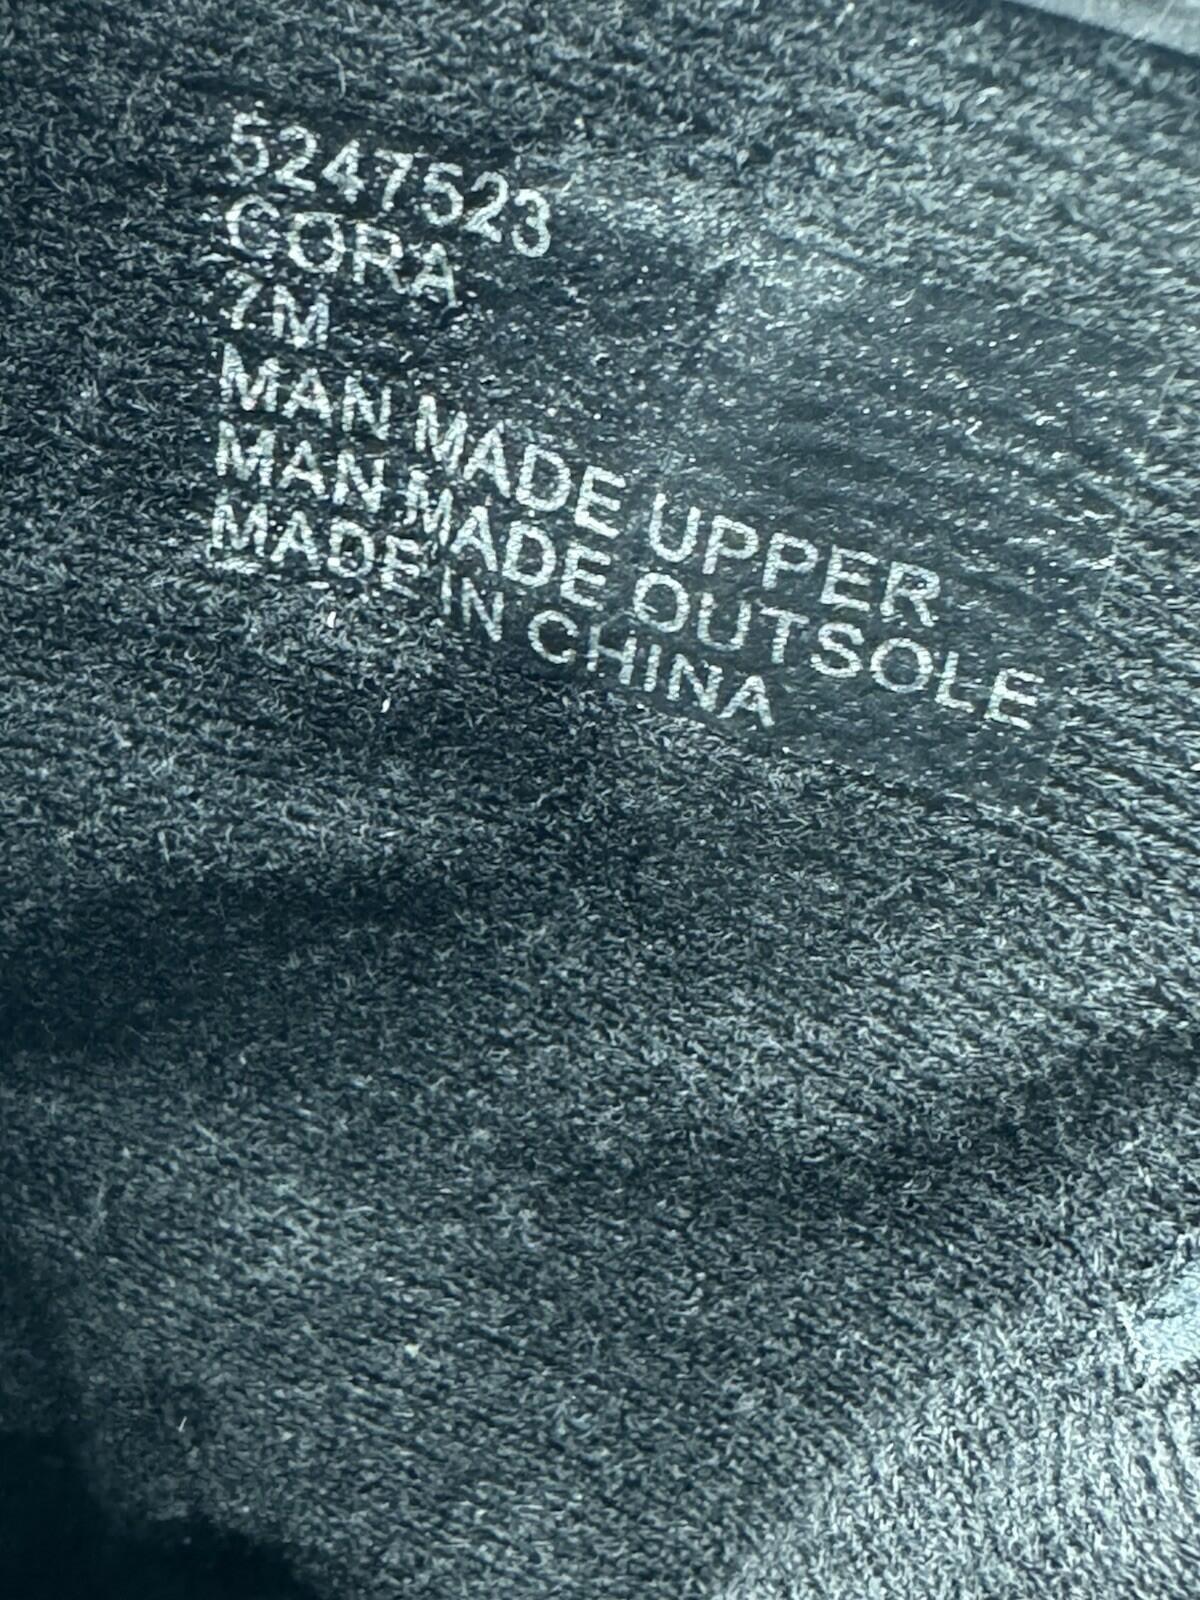 5247523
CORA
7M
MAN MADE UPPER
MAN MADE OUTSOLE
MADE IN CHINA